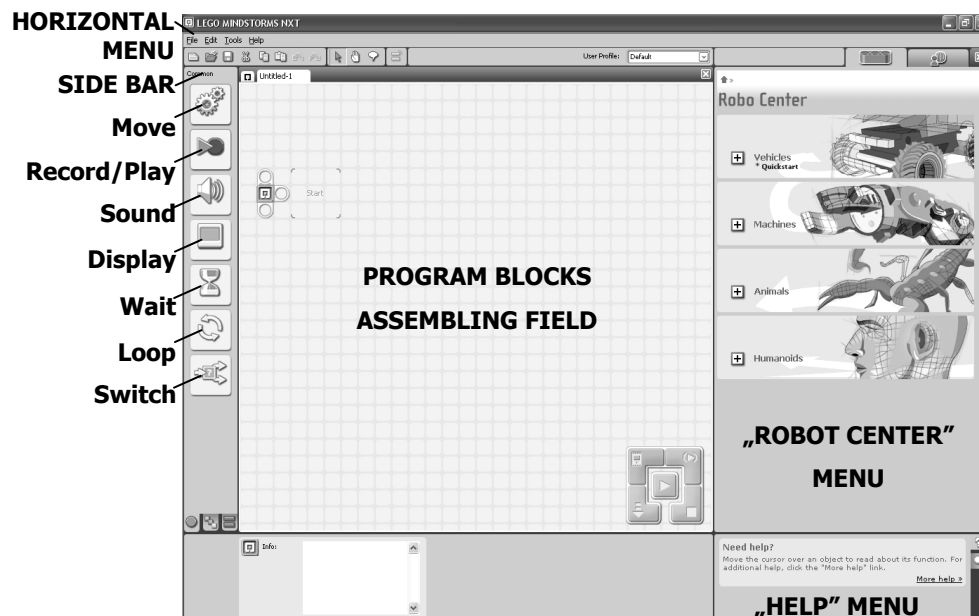 HORIZONTAL
MENU
SIDE BAR
Move
Record/Play
Sound
Display
Wait
Loop
Switch
LEGO MINDSTORMS NXT
File Edit Tools Help
User Profile: Default
Common
Untitled-1
Start
PROGRAM BLOCKS
ASSEMBLING FIELD
Robo Center
Vehicles
* Quickstart
Machines
Animals
Humanoids
„ROBOT CENTER”
MENU
Info:
Need help?
Move the cursor over an object to read about its function. For
additional help, click the "More help" link.
More help »
„HELP” MENU